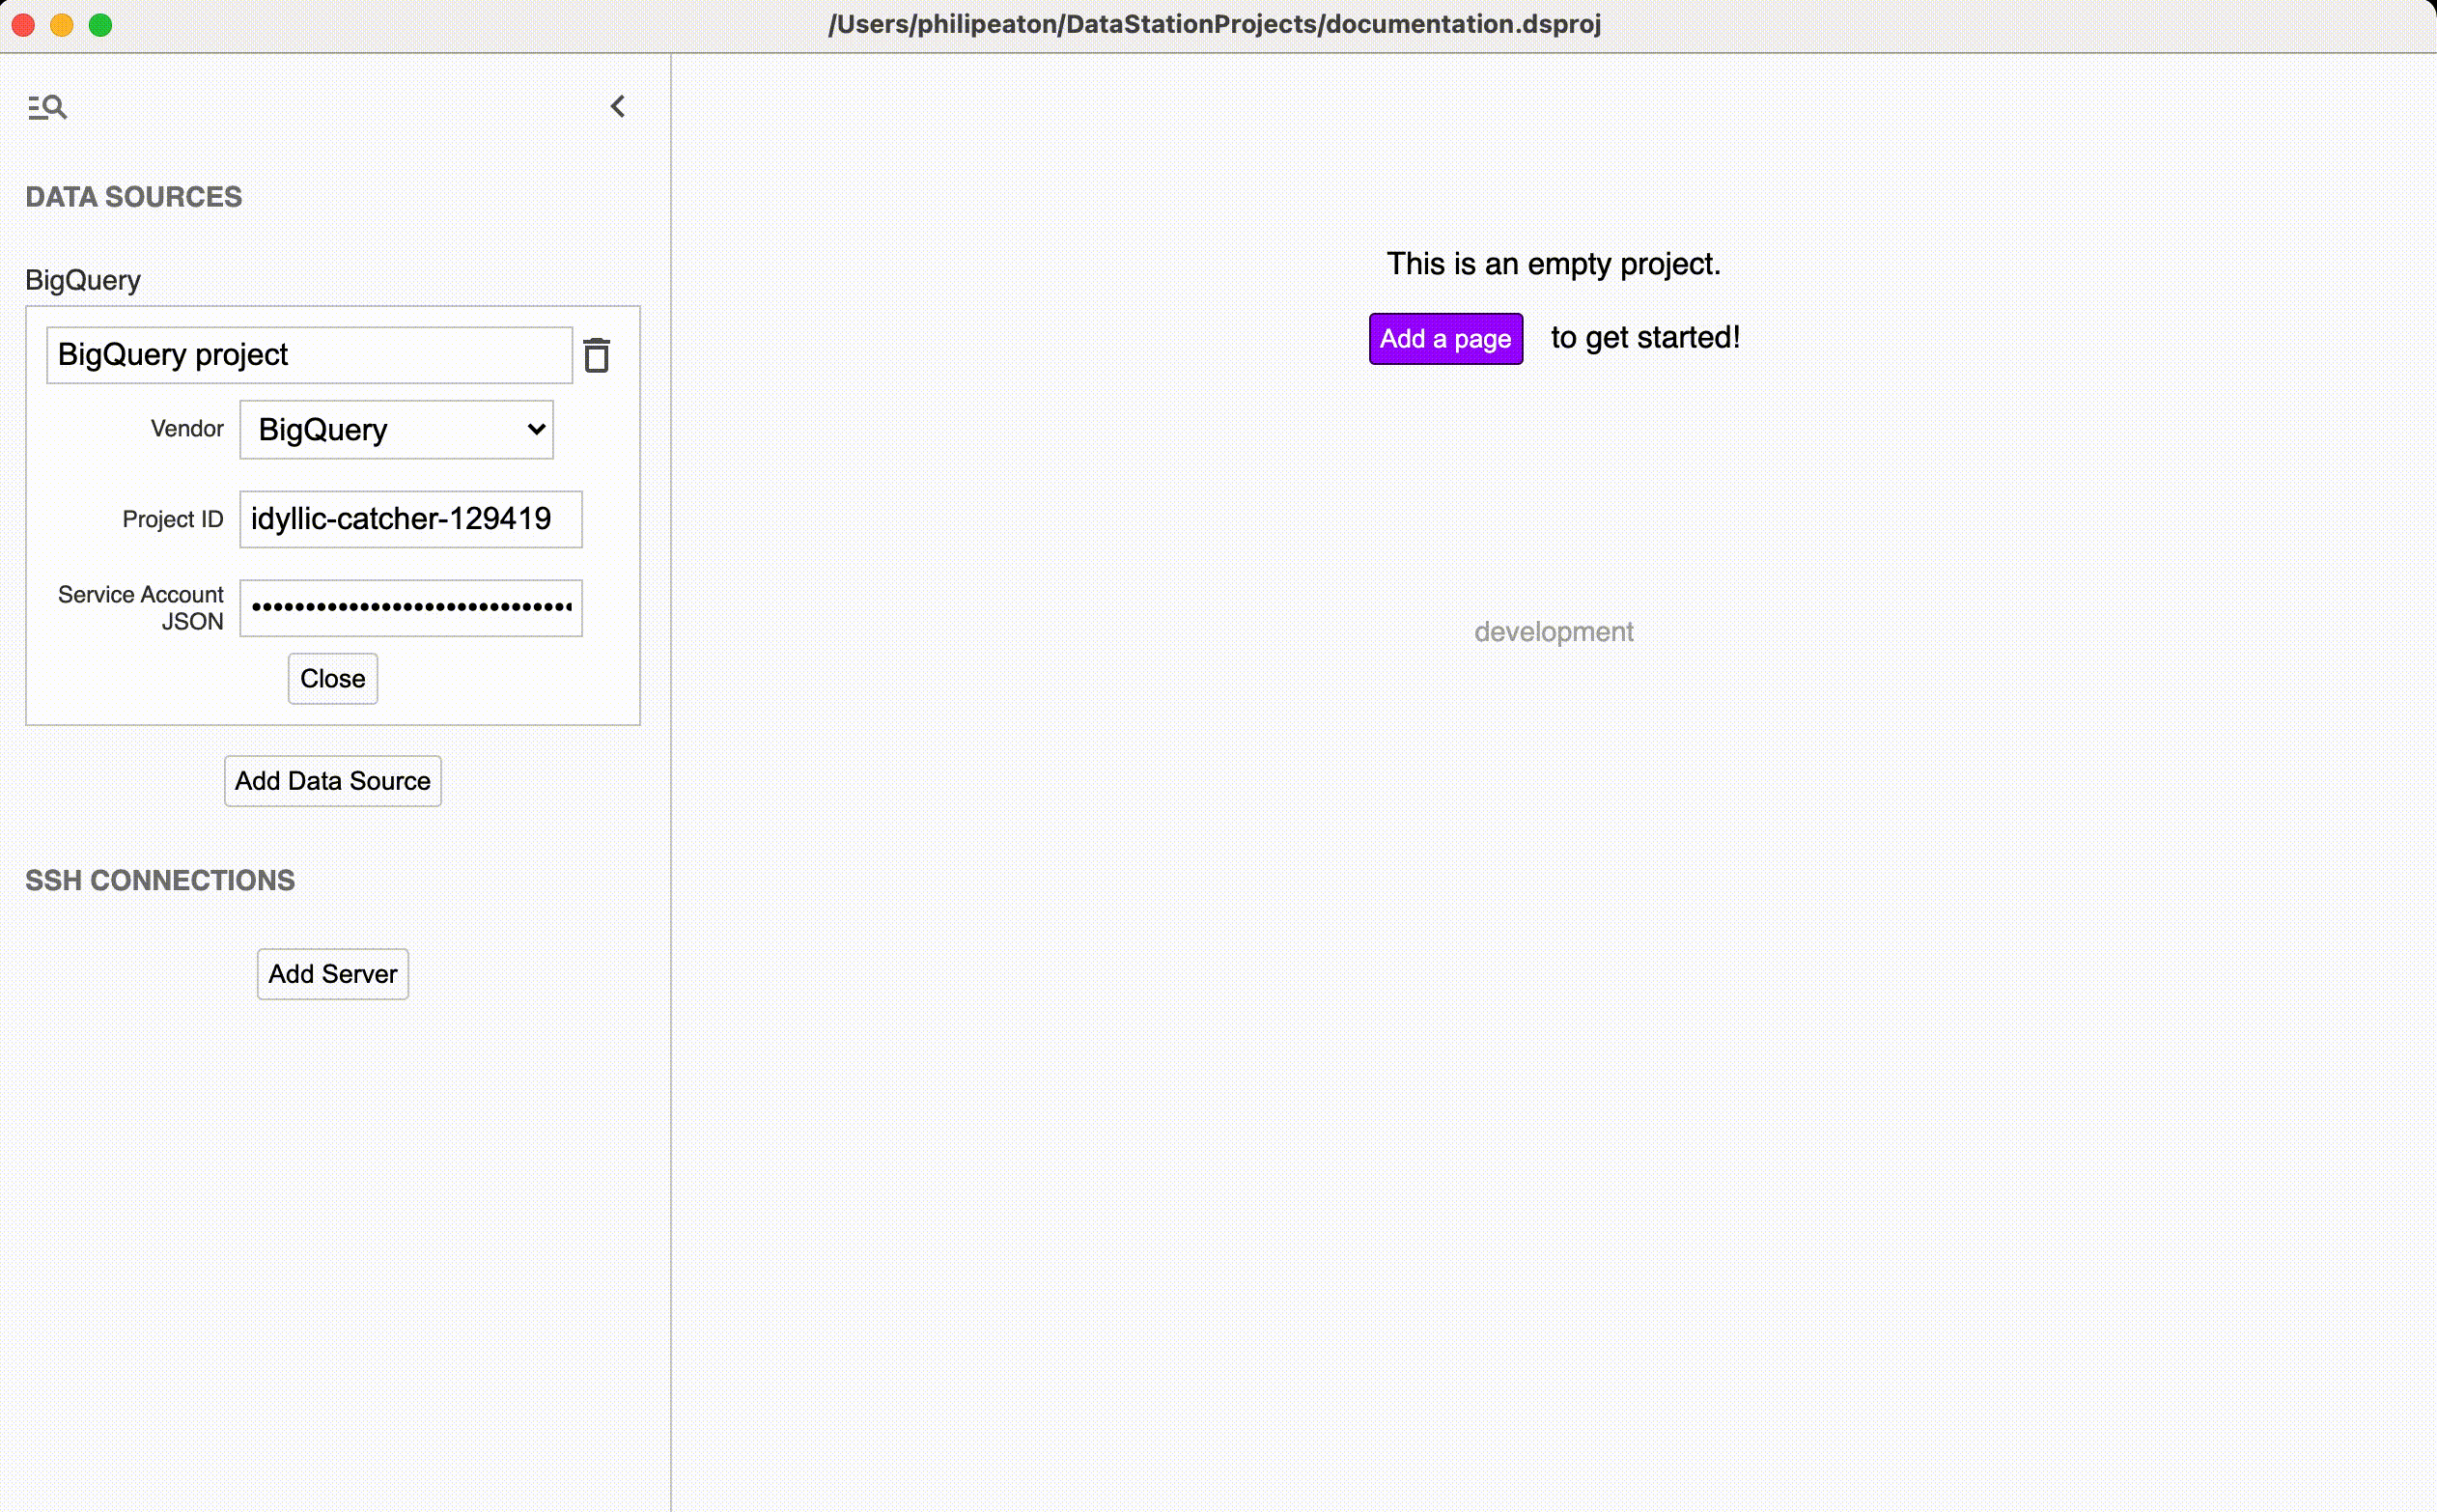 /Users/philipeaton/DataStationProjects/documentation.dsproj
DATA SOURCES
BigQuery
BigQuery project
Vendor
BigQuery
Project ID
idyllic-catcher-129419
Service Account
JSON
Close
Add Data Source
SSH CONNECTIONS
Add Server
This is an empty project.
Add a page to get started!
development